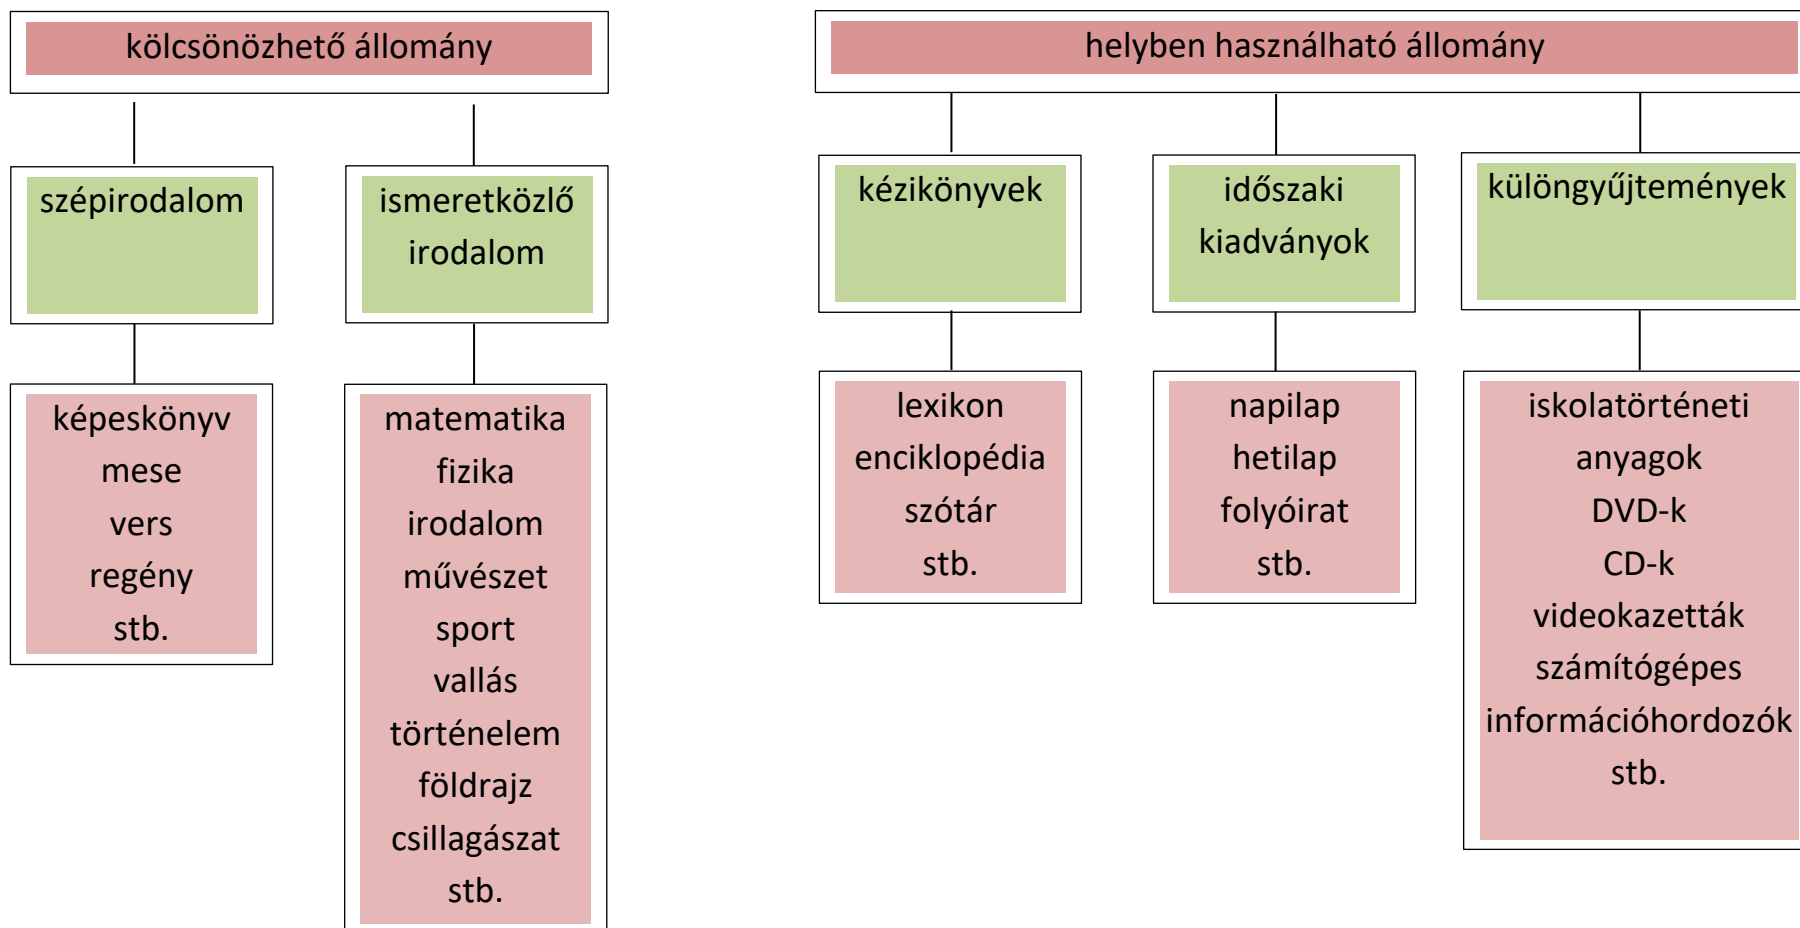 kölcsönözhető állomány
helyben használható állomány
szépirodalom
ismeretközlő
irodalom
kézikönyvek
időszaki
kiadványok
különgyűjtemények
képeskönyv
mese
vers
regény
stb.
matematika
fizika
irodalom
művészet
sport
vallás
történelem
földrajz
csillagászat
stb.
lexikon
enciklopédia
szótár
stb.
napilap
hetilap
folyóirat
stb.
iskolatörténeti
anyagok
DVD-k
CD-k
videokazetták
számítógépes
információhordozók
stb.